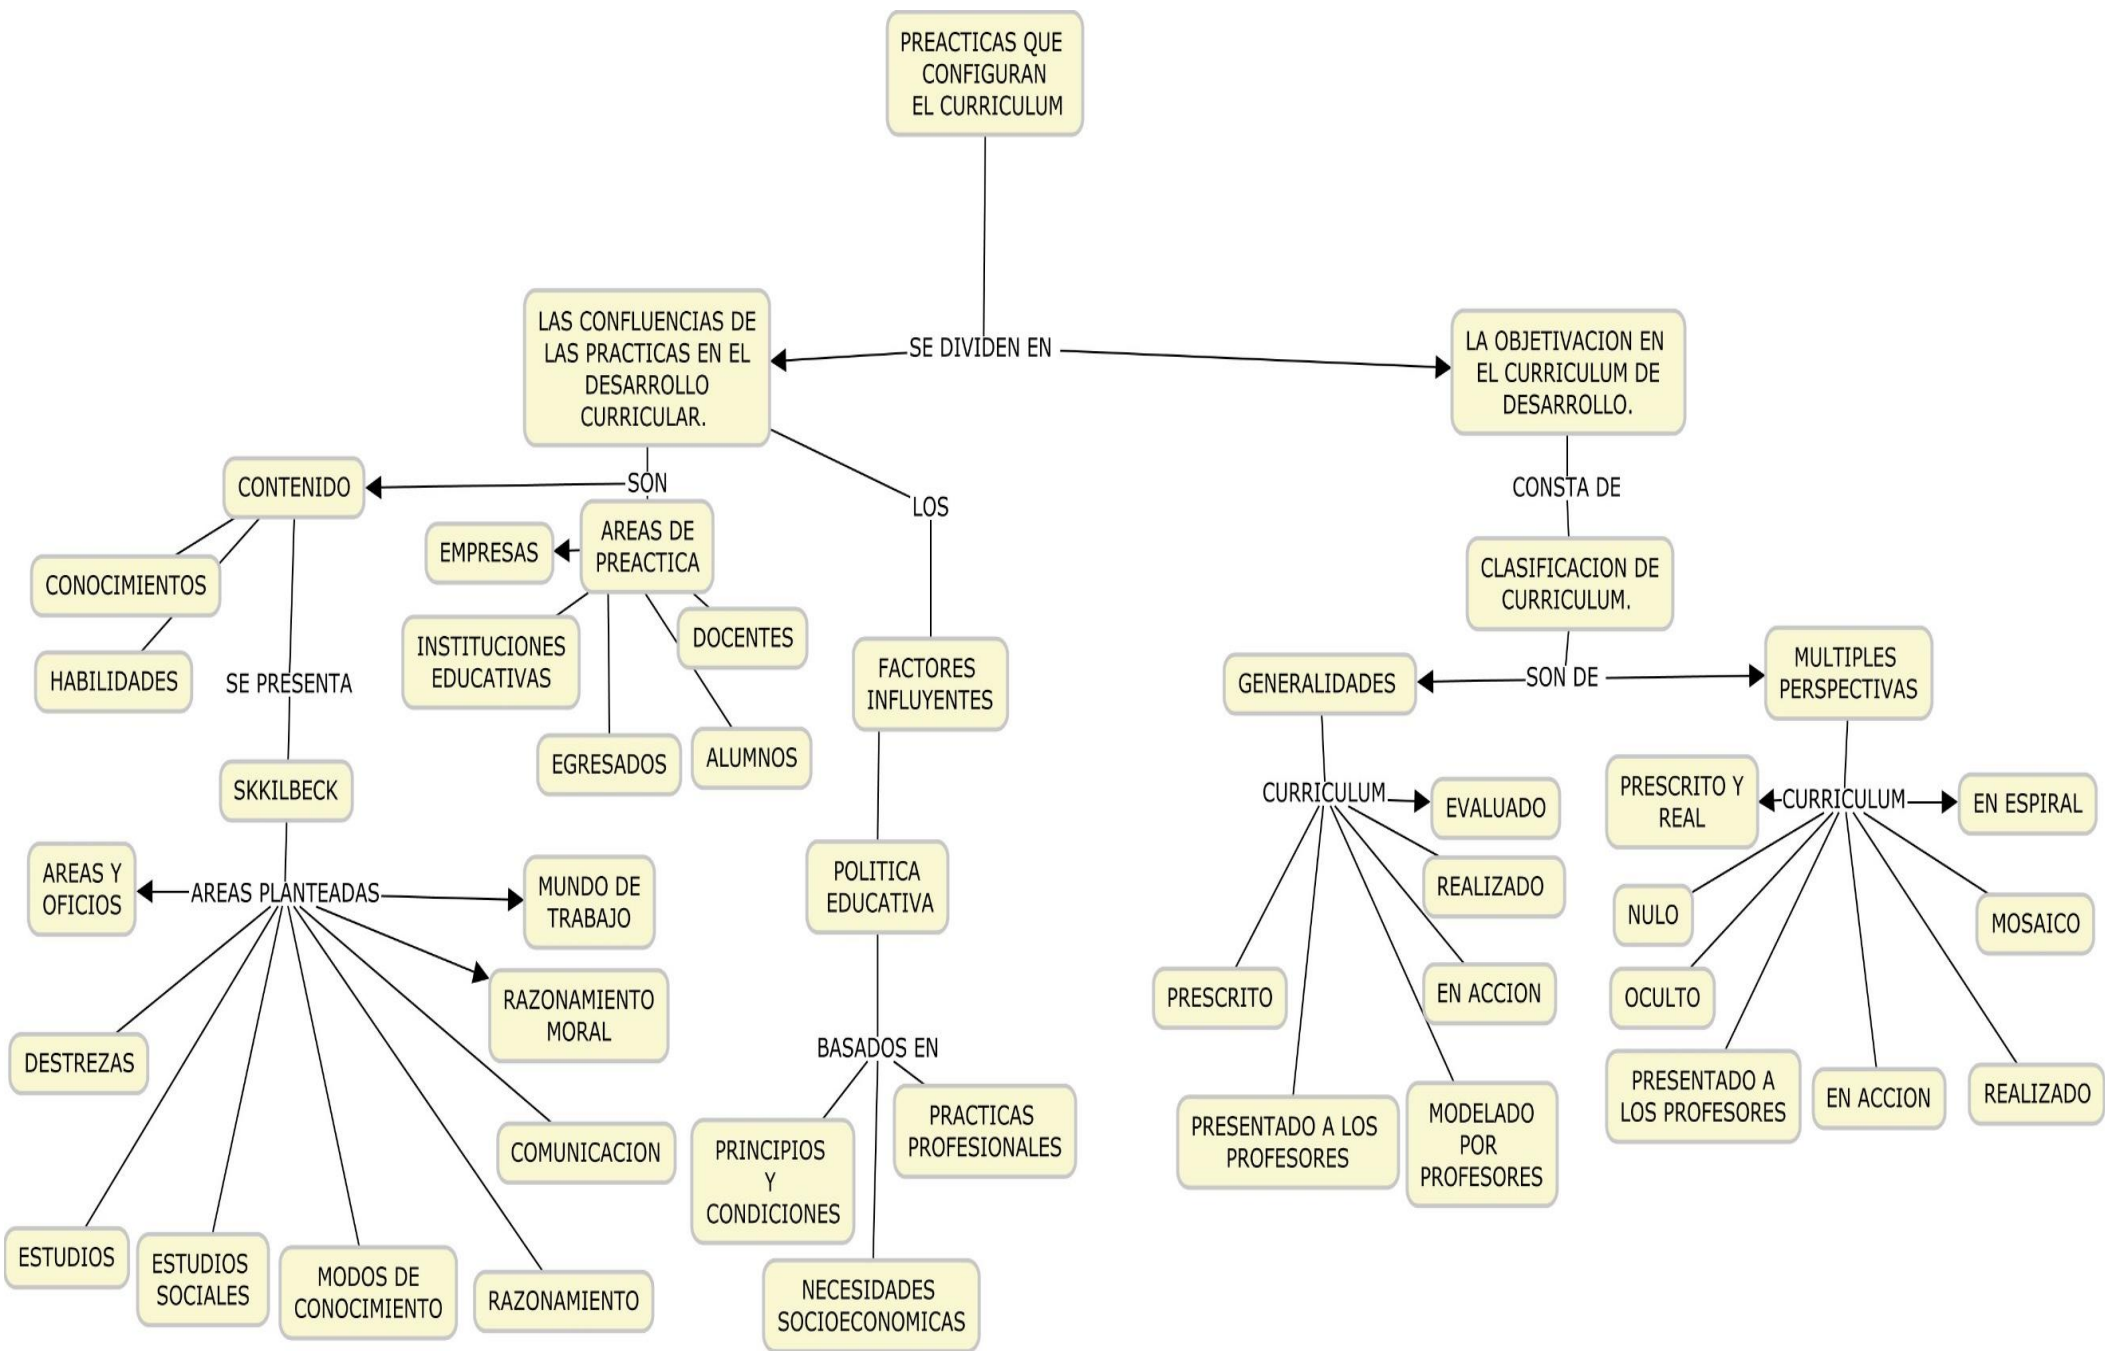 PREACTICAS QUE
CONFIGURAN
EL CURRICULUM
SE DIVIDEN EN
LAS CONFLUENCIAS DE
LAS PRACTICAS EN EL
DESARROLLO
CURRICULAR.
LA OBJETIVACION EN
EL CURRICULUM DE
DESARROLLO.
SON
CONTENIDO
CONOCIMIENTOS
HABILIDADES
SE PRESENTA
SKKILBECK
AREAS PLANTEADAS
AREAS Y
OFICIOS
MUNDO DE
TRABAJO
RAZONAMIENTO
MORAL
DESTREZAS
COMUNICACION
ESTUDIOS
ESTUDIOS
SOCIALES
MODOS DE
CONOCIMIENTO
RAZONAMIENTO
AREAS DE
PREACTICA
EMPRESAS
INSTITUCIONES
EDUCATIVAS
DOCENTES
EGRESADOS
ALUMNOS
LOS
FACTORES
INFLUYENTES
POLITICA
EDUCATIVA
BASADOS EN
PRINCIPIOS
Y
CONDICIONES
PRACTICAS
PROFESIONALES
NECESIDADES
SOCIOECONOMICAS
CONSTA DE
CLASIFICACION DE
CURRICULUM.
SON DE
GENERALIDADES
CURRICULUM
EVALUADO
REALIZADO
EN ACCION
PRESCRITO
PRESENTADO A LOS
PROFESORES
MODELADO
POR
PROFESORES
MULTIPLES
PERSPECTIVAS
CURRICULUM
PRESCRITO Y
REAL
EN ESPIRAL
NULO
MOSAICO
OCULTO
PRESENTADO A
LOS PROFESORES
EN ACCION
REALIZADO